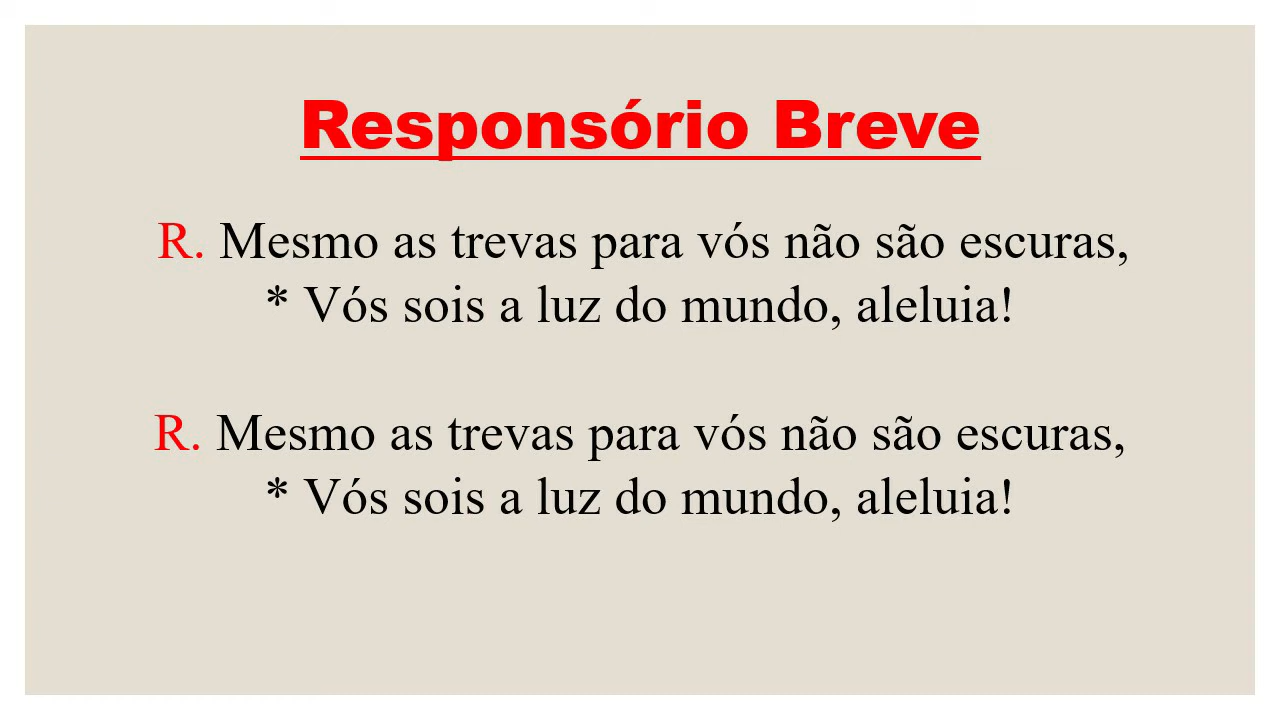 Responsório Breve
R. Mesmo as trevas para vós não são escuras,
* Vós sois a luz do mundo, aleluia!
R. Mesmo as trevas para vós não são escuras,
* Vós sois a luz do mundo, aleluia!